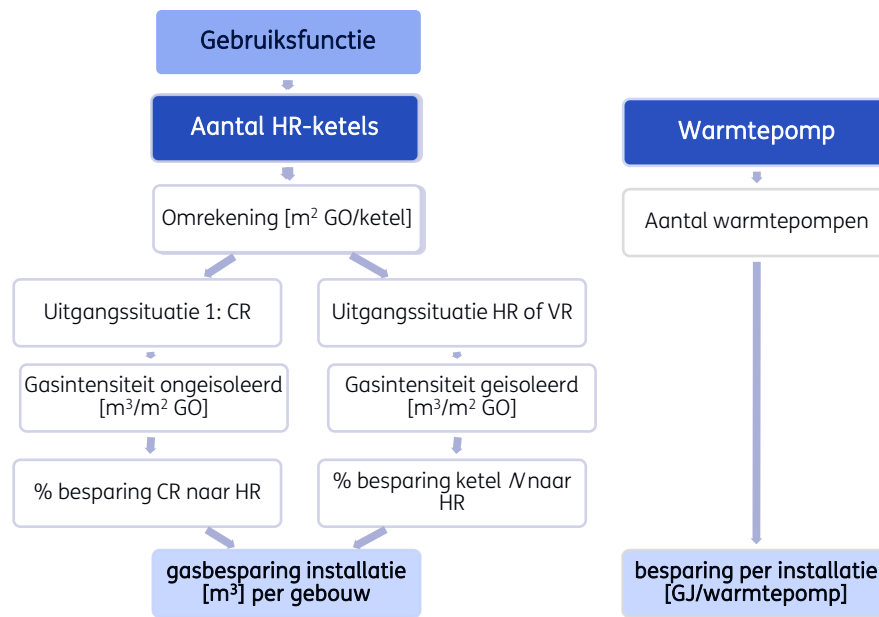 Gebruiksfunctie
Aantal HR-ketels
Omrekening [m² GO/ketel]
Uitgangssituatie 1: CR
Uitgangssituatie HR of VR
Gasintensiteit ongeisoleerd
[m³/m² GO]
Gasintensiteit geisoleerd
[m³/m² GO]
% besparing CR naar HR
% besparing ketel N naar
HR
gasbesparing installatie
[m³] per gebouw
Warmtepomp
Aantal warmtepompen
besparing per installatie
[GJ/warmtepomp]